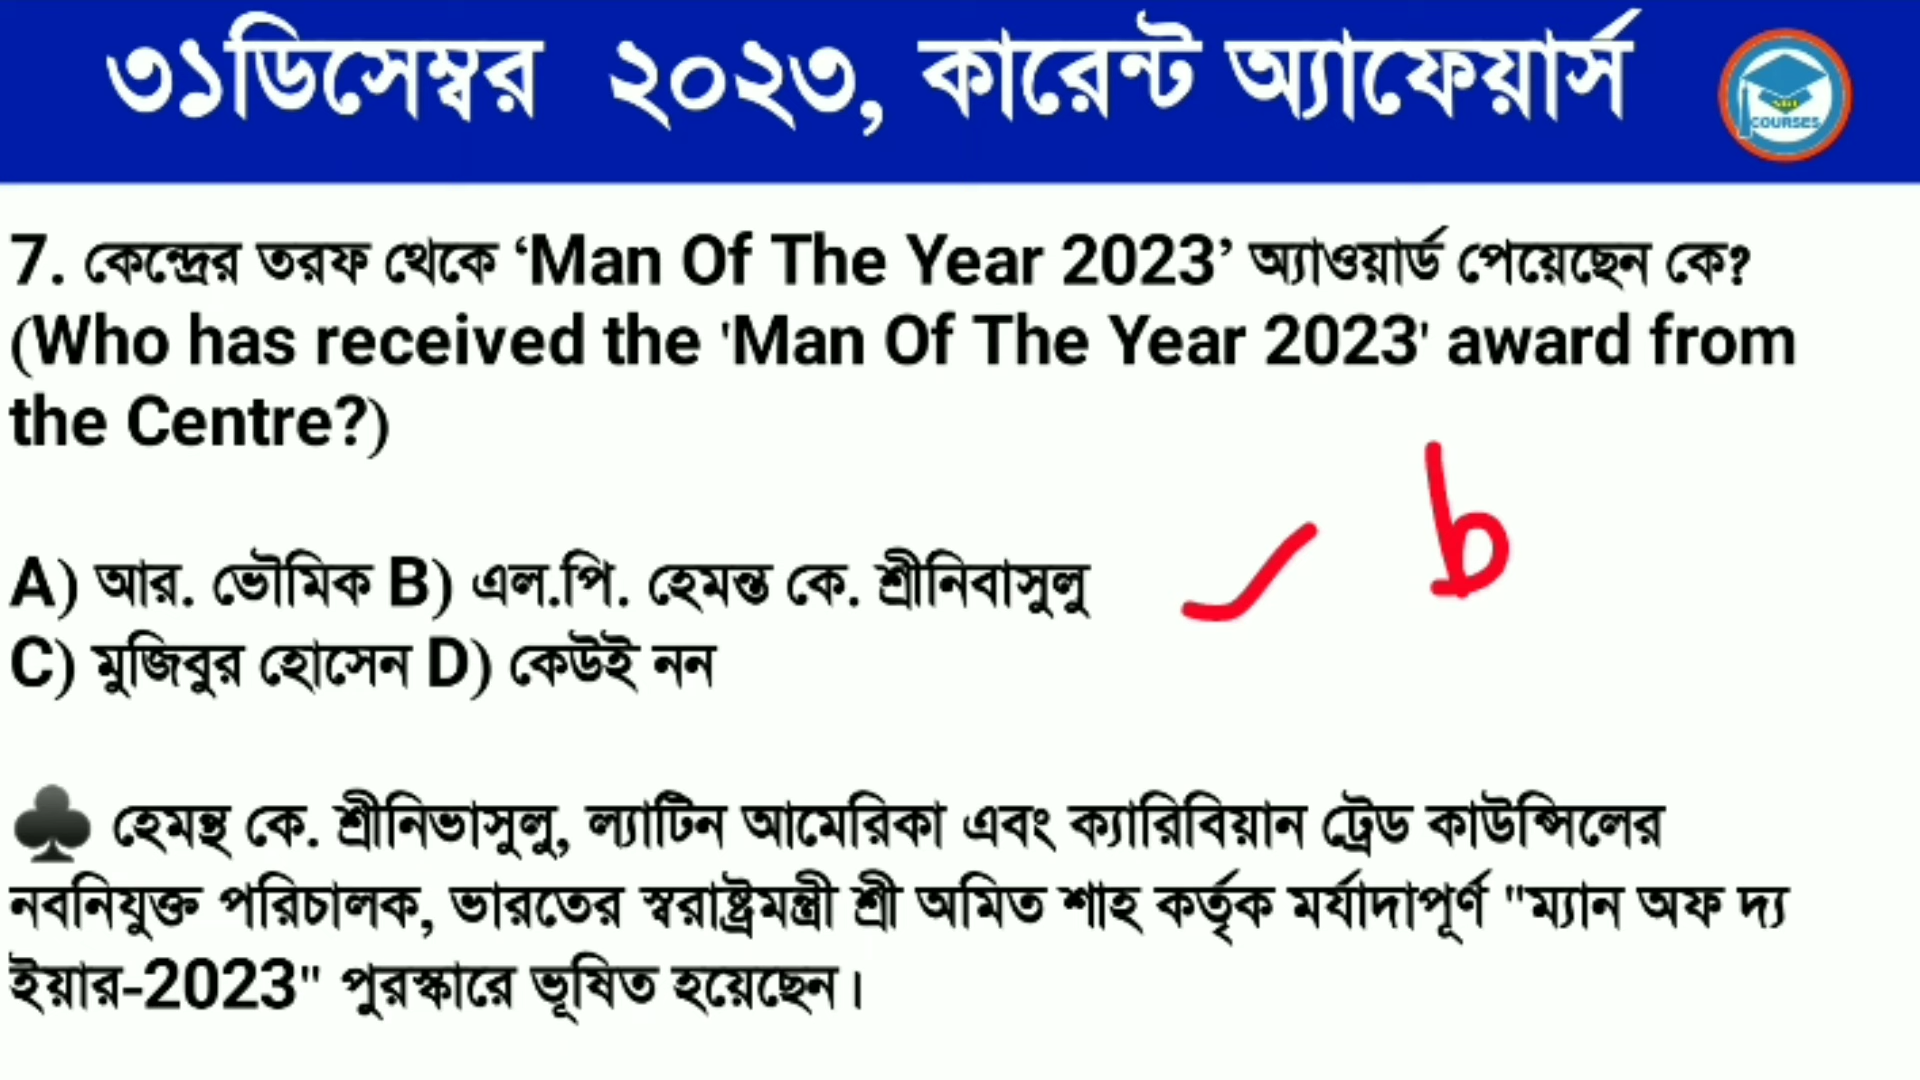 ৩১ডিসেম্বর ২০২৩, কারেন্ট অ্যাফেয়ার্স
COURSES
7. কেন্দ্রের তরফ থেকে ‘Man Of The Year 2023’ অ্যাওয়ার্ড পেয়েছেন কে?
(Who has received the 'Man Of The Year 2023' award from
the Centre?)
b
A) আর. ভৌমিক B) এল.পি. হেমন্ত কে. শ্রীনিবাসুলু
C) মুজিবুর হোসেন D) কেউই নন
♣ হেমন্থ কে. শ্রীনিভাসুলু, ল্যাটিন আমেরিকা এবং ক্যারিবিয়ান ট্রেড কাউন্সিলের
নবনিযুক্ত পরিচালক, ভারতের স্বরাষ্ট্রমন্ত্রী শ্রী অমিত শাহ কর্তৃক মর্যাদাপূর্ণ "ম্যান অফ দ্য
ইয়ার-2023" পুরস্কারে ভূষিত হয়েছেন।